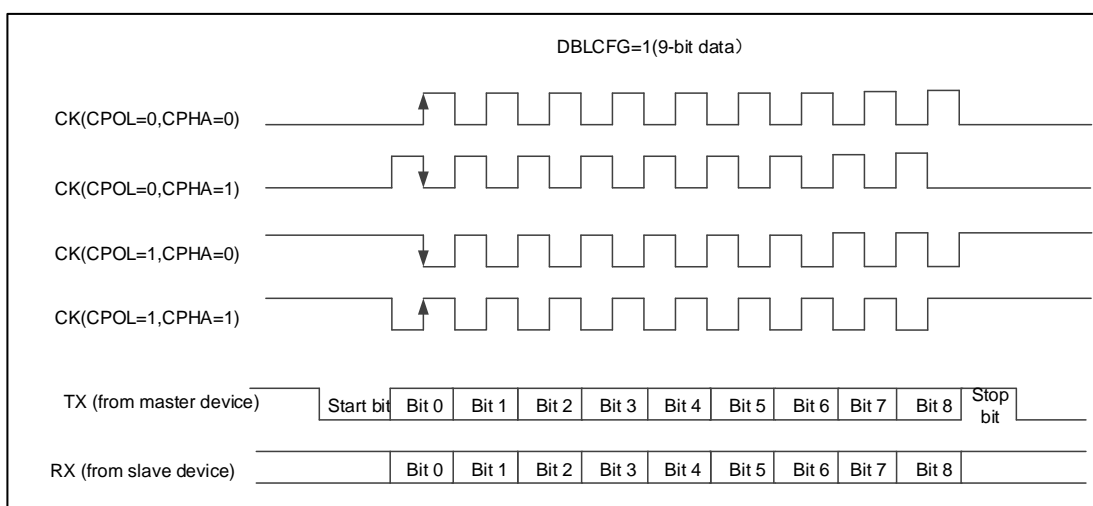 DBLCFG=1(9-bit data）
CK(CPOL=0,CPHA=0)
CK(CPOL=0,CPHA=1)
CK(CPOL=1,CPHA=0)
CK(CPOL=1,CPHA=1)
TX (from master device) Start bit Bit 0 Bit 1 Bit 2 Bit 3 Bit 4 Bit 5 Bit 6 Bit 7 Bit 8 Stop bit
RX (from slave device) Bit 0 Bit 1 Bit 2 Bit 3 Bit 4 Bit 5 Bit 6 Bit 7 Bit 8